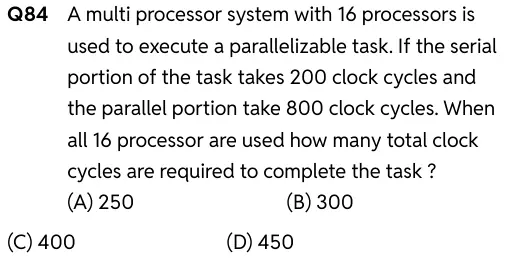 Q84 A multi processor system with 16 processors is
used to execute a parallelizable task. If the serial
portion of the task takes 200 clock cycles and
the parallel portion take 800 clock cycles. When
all 16 processor are used how many total clock
cycles are required to complete the task ?
(A) 250 (B) 300
(C) 400 (D) 450